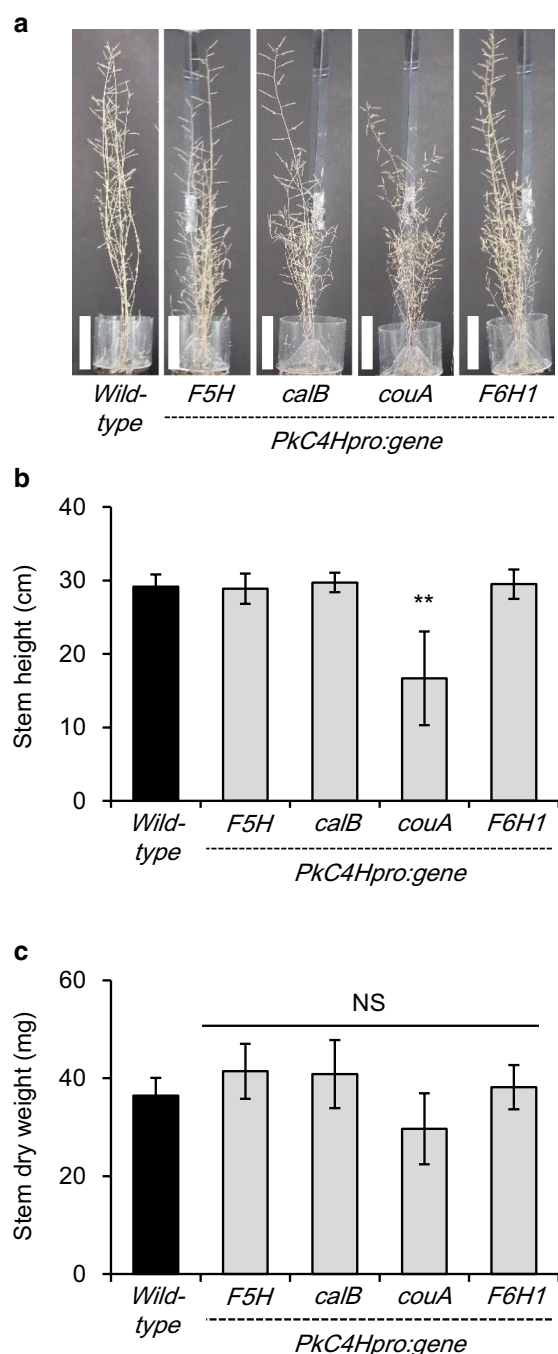 a
Wild-
type
F5H
calB
couA
F6H1
PkC4Hpro:gene
b
Stem height (cm)
40
30
20
10
0
**
Wild-
type
F5H
calB
couA
F6H1
PkC4Hpro:gene
c
Stem dry weight (mg)
60
40
20
0
NS
Wild-
type
F5H
calB
couA
F6H1
PkC4Hpro:gene